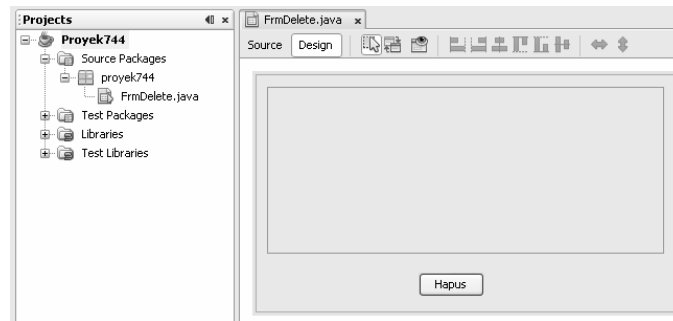 Projects
Proyek744
Source Packages
proyek744
FrmDelete.java
Test Packages
Libraries
Test Libraries
FrmDelete.java
Source Design
Hapus